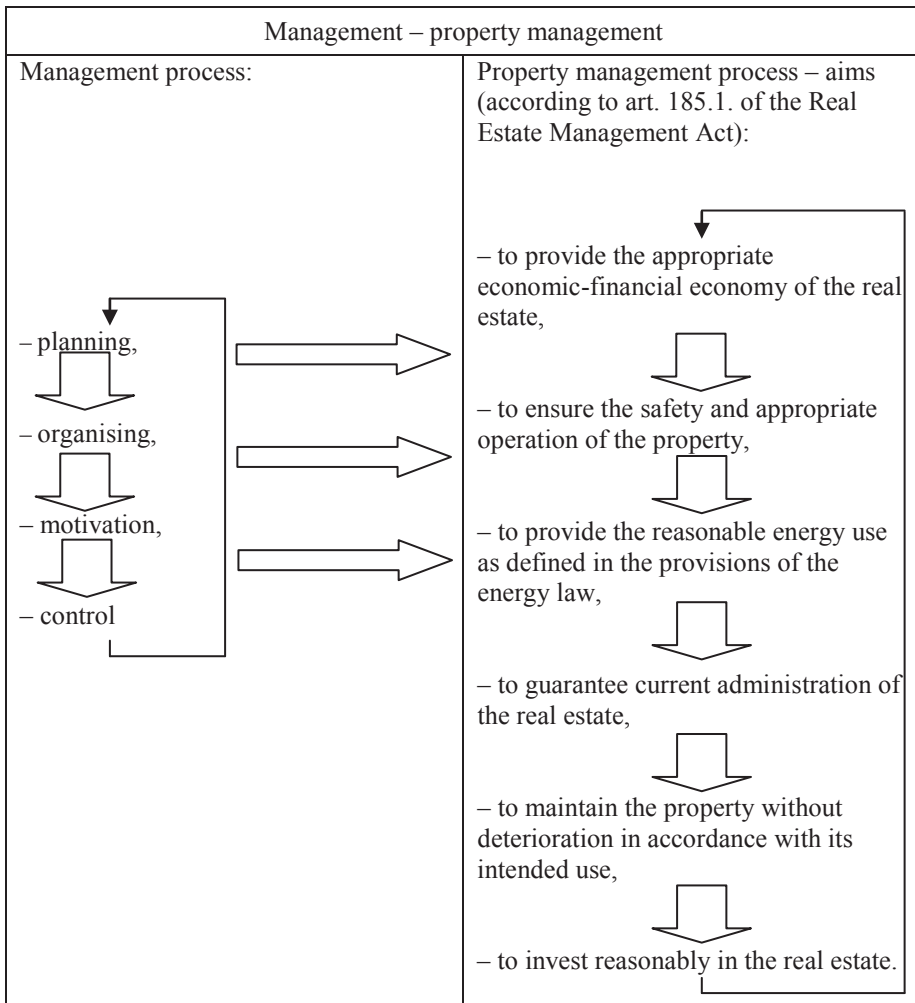 Management – property management
Management process:
– planning,
– organising,
– motivation,
– control
Property management process – aims
(according to art. 185.1. of the Real
Estate Management Act):
– to provide the appropriate
economic-financial economy of the real
estate,
– to ensure the safety and appropriate
operation of the property,
– to provide the reasonable energy use
as defined in the provisions of the
energy law,
– to guarantee current administration of
the real estate,
– to maintain the property without
deterioration in accordance with its
intended use,
– to invest reasonably in the real estate.